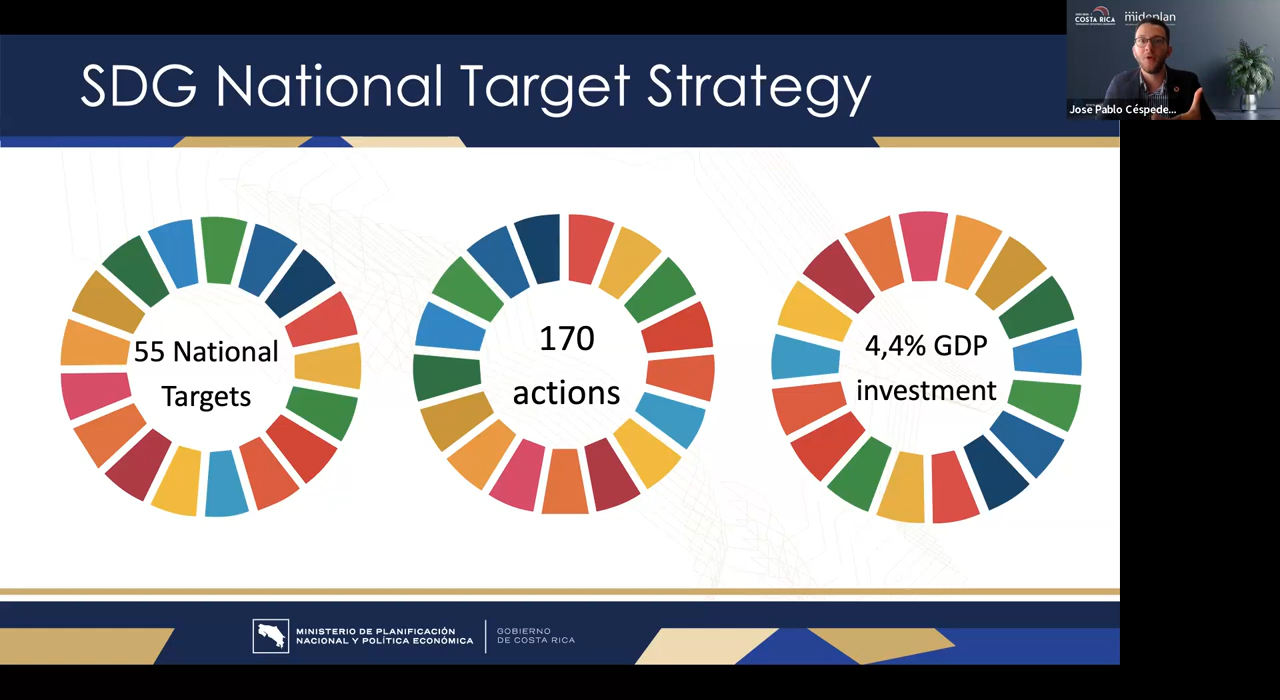 SDG National Target Strategy
COSTA RICA
mideplan
José Pablo Céspede...
55 National
Targets
170
actions
4,4% GDP
investment
MINISTERIO DE PLANIFICACIÓN
NACIONAL Y POLÍTICA ECONÓMICA
GOBIERNO
DE COSTA RICA